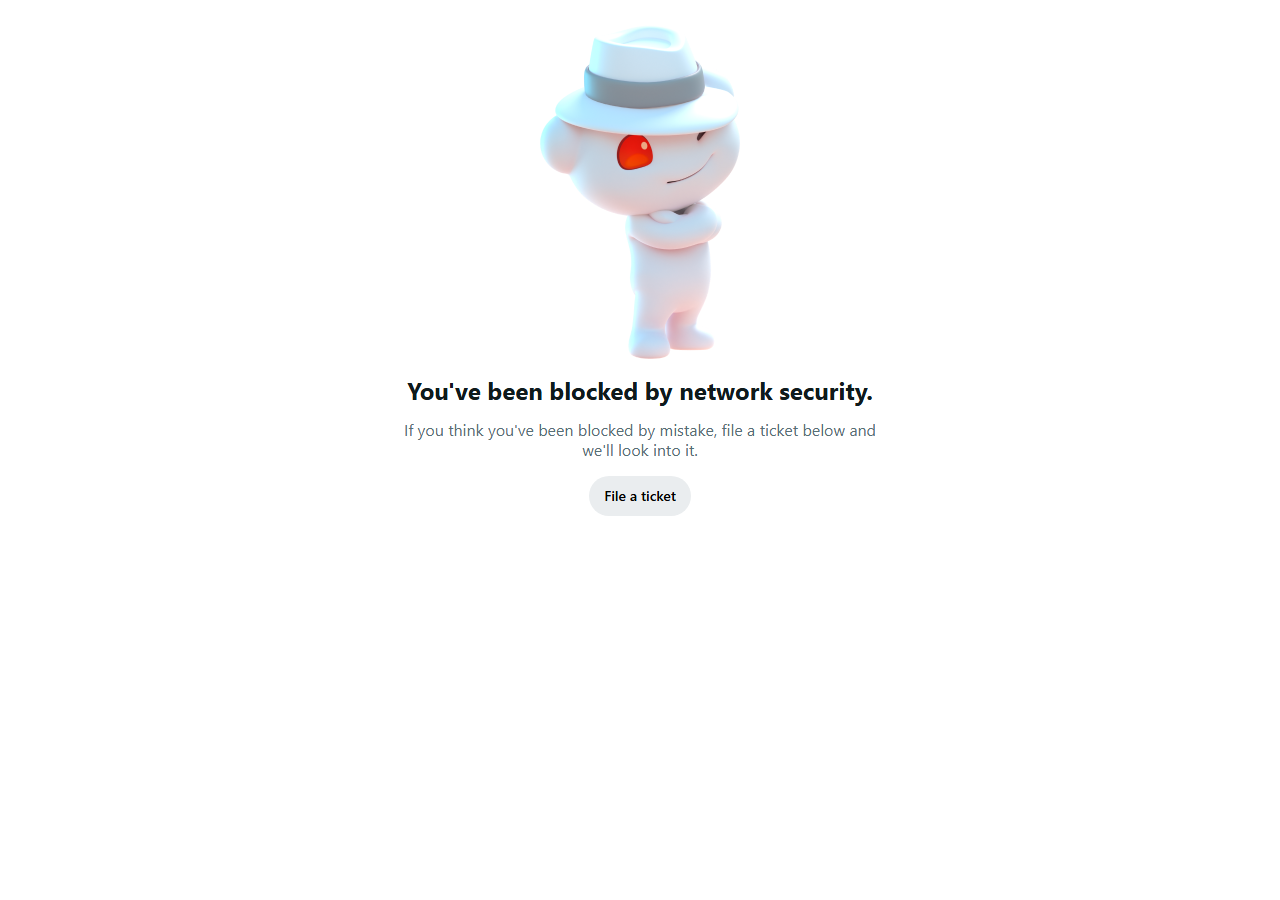 You've been blocked by network security.
If you think you've been blocked by mistake, file a ticket below and
we'll look into it.
File a ticket